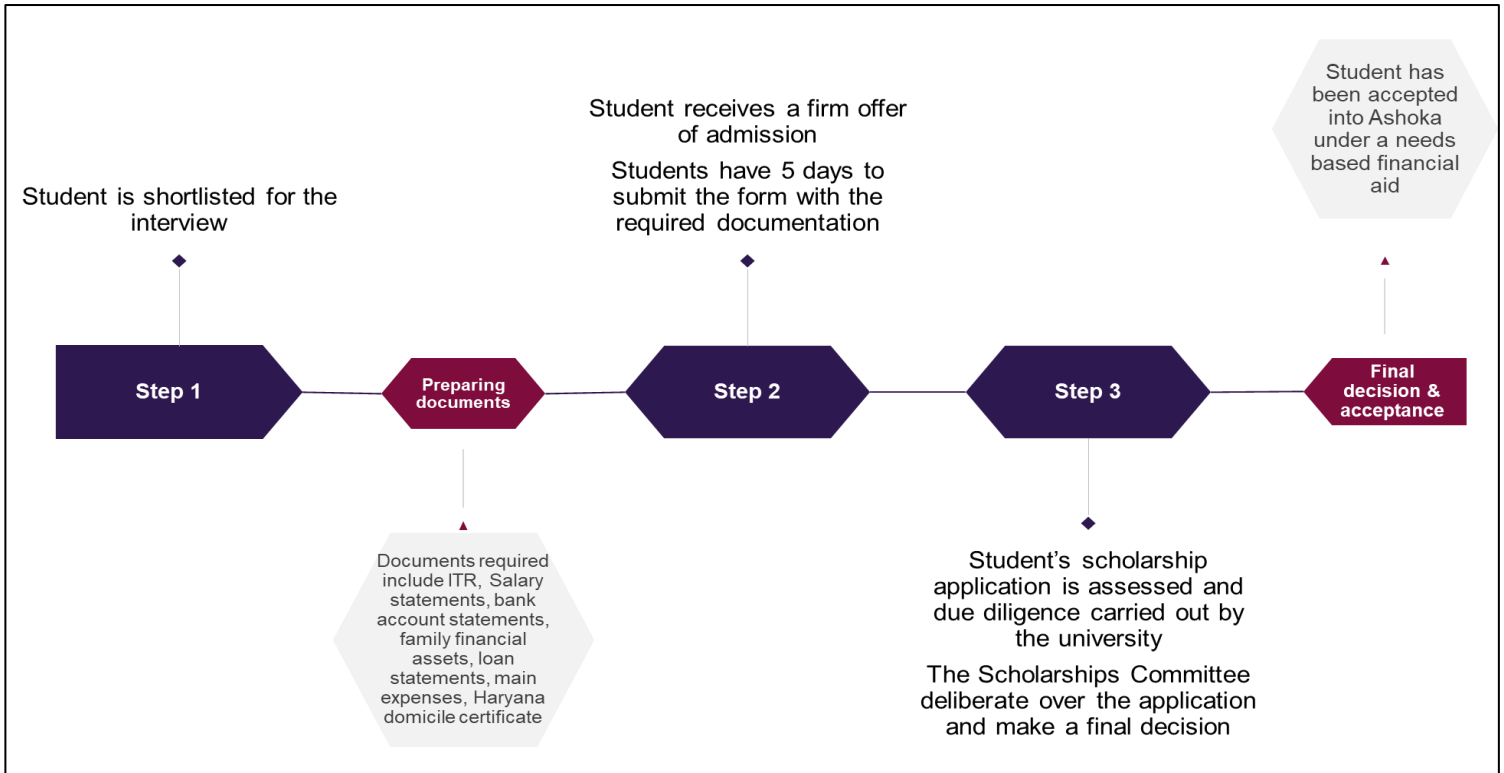 Student is shortlisted for the
interview
Step 1
Preparing
documents
Documents required
include ITR, Salary
statements, bank
account statements,
family financial
assets, loan
statements, main
expenses, Haryana
domicile certificate
Student receives a firm offer
of admission
Students have 5 days to
submit the form with the
required documentation
Step 2
Step 3
Student’s scholarship
application is assessed and
due diligence carried out by
the university
The Scholarships Committee
deliberate over the application
and make a final decision
Student has
been accepted
into Ashoka
under a needs
based financial
aid
Final
decision &
acceptance